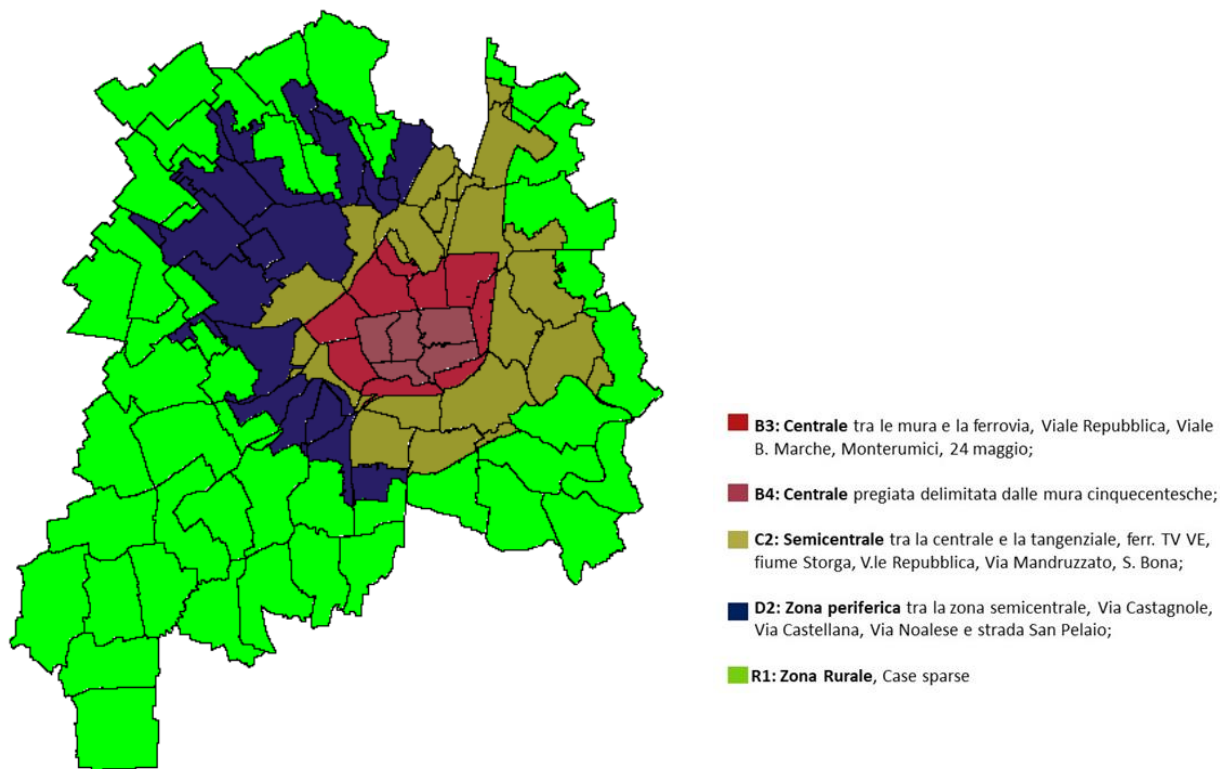 B3: Centrale tra le mura e la ferrovia, Viale Repubblica, Viale
B. Marche, Monterumici, 24 maggio;
B4: Centrale pregiata delimitata dalle mura cinquecentesche;
C2: Semicentrale tra la centrale e la tangenziale, ferr. TV VE,
fiume Storga, V.le Repubblica, Via Mandruzzato, S. Bona;
D2: Zona periferica tra la zona semicentrale, Via Castagnole,
Via Castellana, Via Noalese e strada San Pelaio;
R1: Zona Rurale, Case sparse